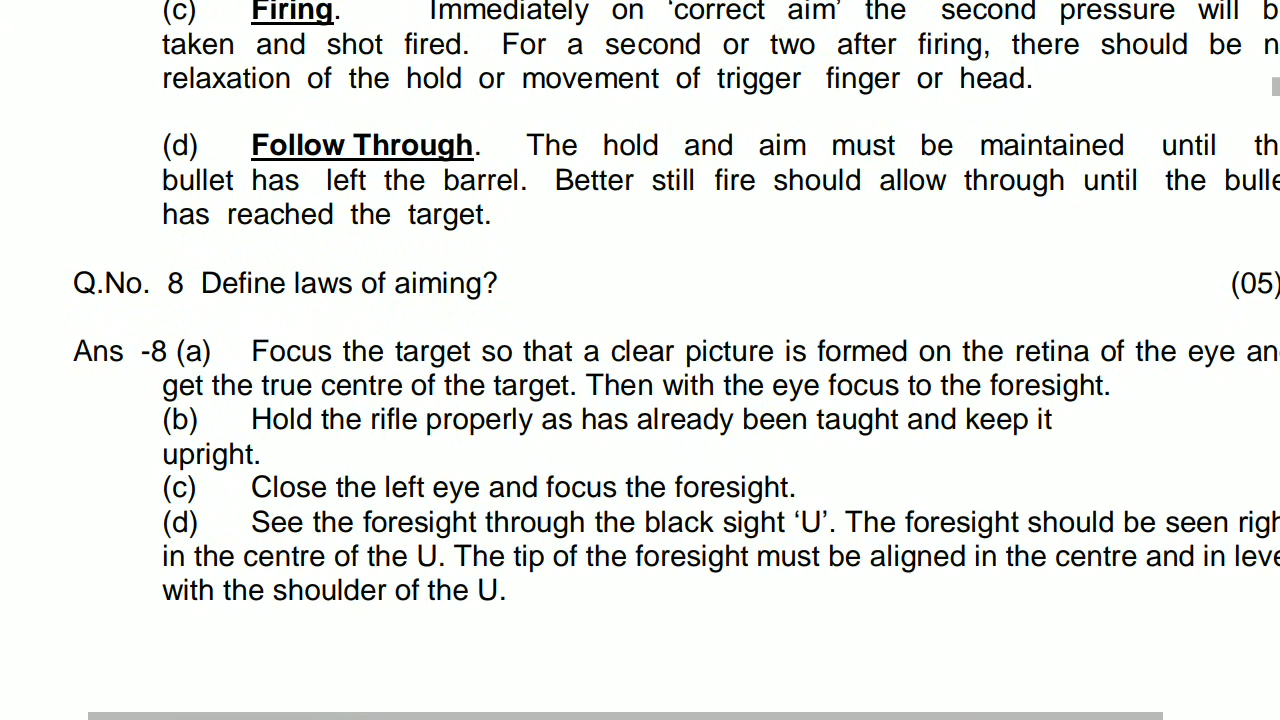 (c) Firing. Immediately on ‘correct aim’ the second pressure will
taken and shot fired. For a second or two after firing, there should be
relaxation of the hold or movement of trigger finger or head.
(d) Follow Through. The hold and aim must be maintained until
bullet has left the barrel. Better still fire should allow through until the
has reached the target.
Q.No. 8 Define laws of aiming? (05)
Ans -8 (a) Focus the target so that a clear picture is formed on the retina of the eye
get the true centre of the target. Then with the eye focus to the foresight.
(b) Hold the rifle properly as has already been taught and keep it
upright.
(c) Close the left eye and focus the foresight.
(d) See the foresight through the black sight ‘U’. The foresight should be seen
in the centre of the U. The tip of the foresight must be aligned in the centre and in
with the shoulder of the U.